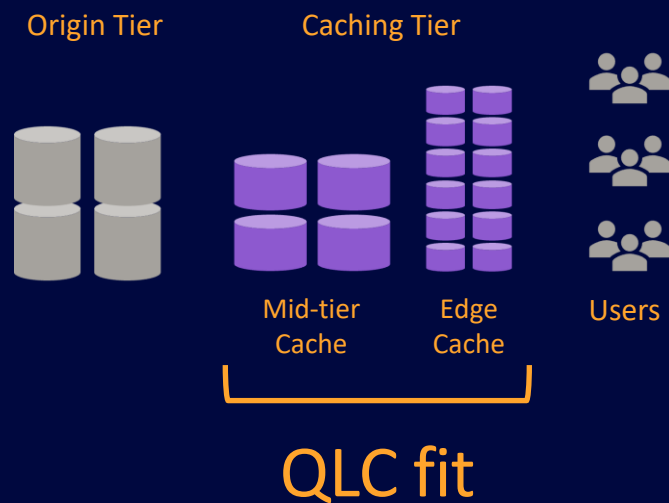 Origin Tier
Caching Tier
Mid-tier
Cache
Edge
Cache
Users
QLC fit